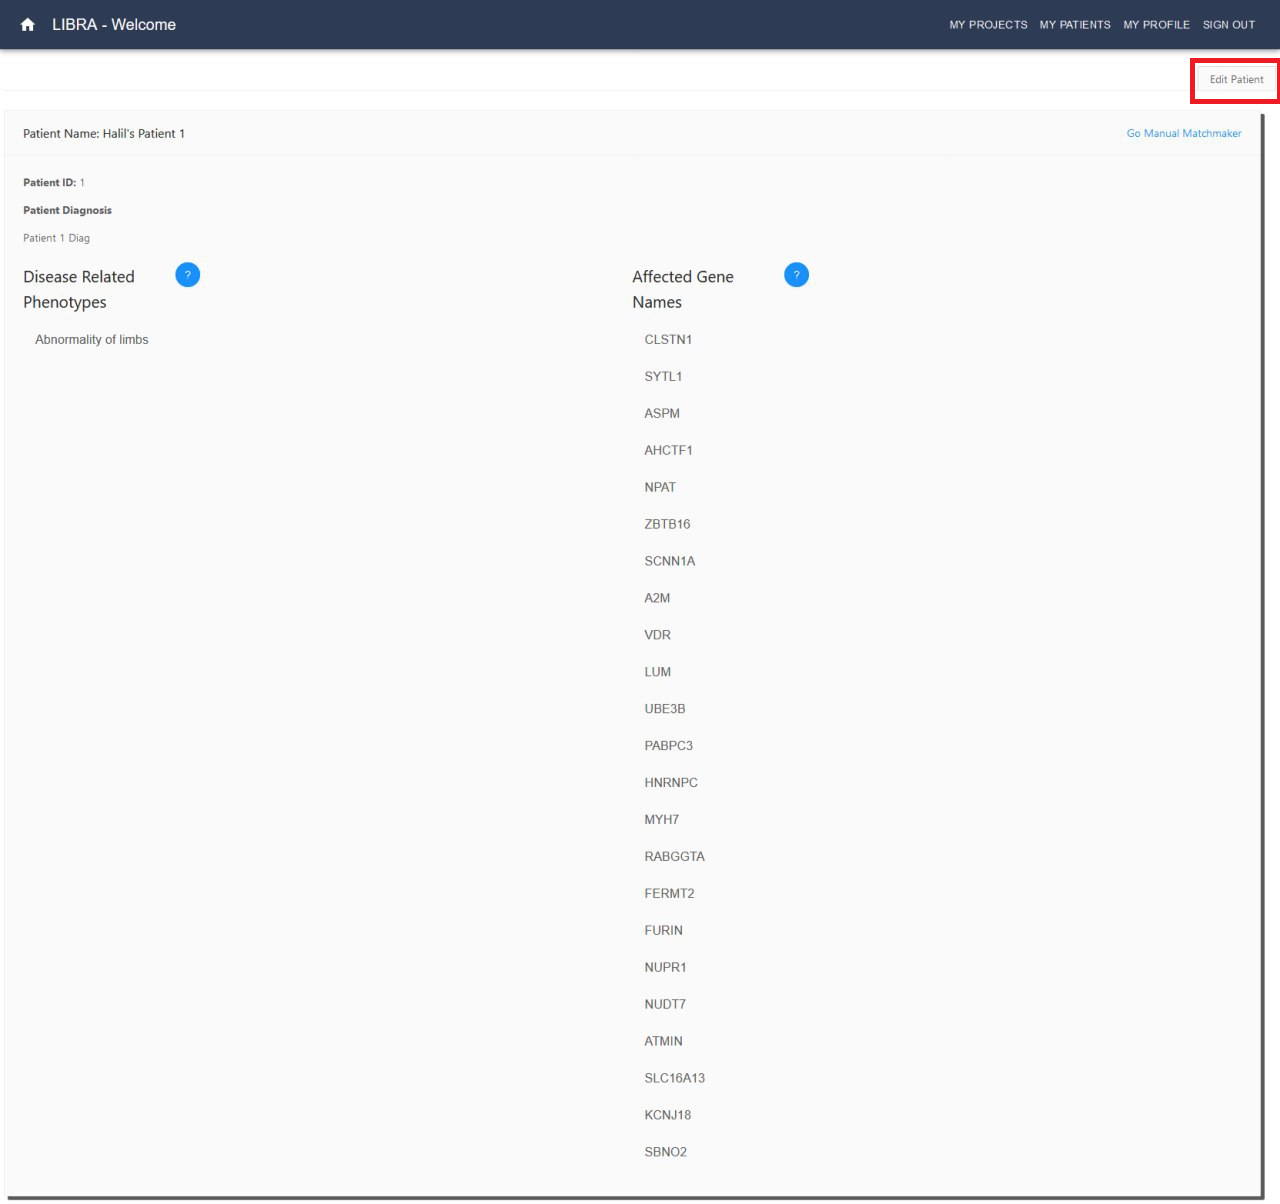 LIBRA - Welcome
MY PROJECTS MY PATIENTS MY PROFILE SIGN OUT
Edit Patient
Patient Name: Halil's Patient 1
Go Manual Matchmaker
Patient ID: 1
Patient Diagnosis
Patient 1 Diag
Disease Related
Phenotypes
?
Abnormality of limbs
Affected Gene
Names
?
CLSTN1
SYTL1
ASPM
AHCTF1
NPAT
ZBTB16
SCNN1A
A2M
VDR
LUM
UBE3B
PABPC3
HNRNPC
MYH7
RABGGTA
FERMT2
FURIN
NUPR1
NUDT7
ATMIN
SLC16A13
KCNJ18
SBNO2